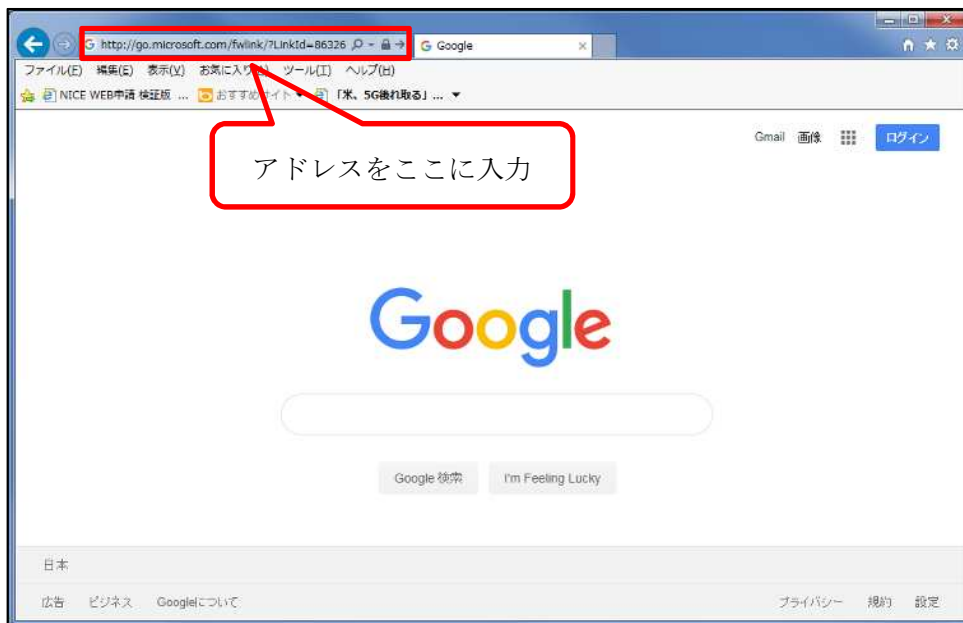 http://go.microsoft.com/fwlink/?LinkId=86326 Google
ファイル(F) 編集(E) 表示(V) お気に入り ツール(T) ヘルプ(H)
NICE WEB申請 検証版 ... おすすめサイト 「米、5G後れ取る」...
Gmail 画像 ログイン
アドレスをここに入力
Google
Google 検索 I'm Feeling Lucky
日本
広告 ビジネス Googleについて プライバシー 規約 設定